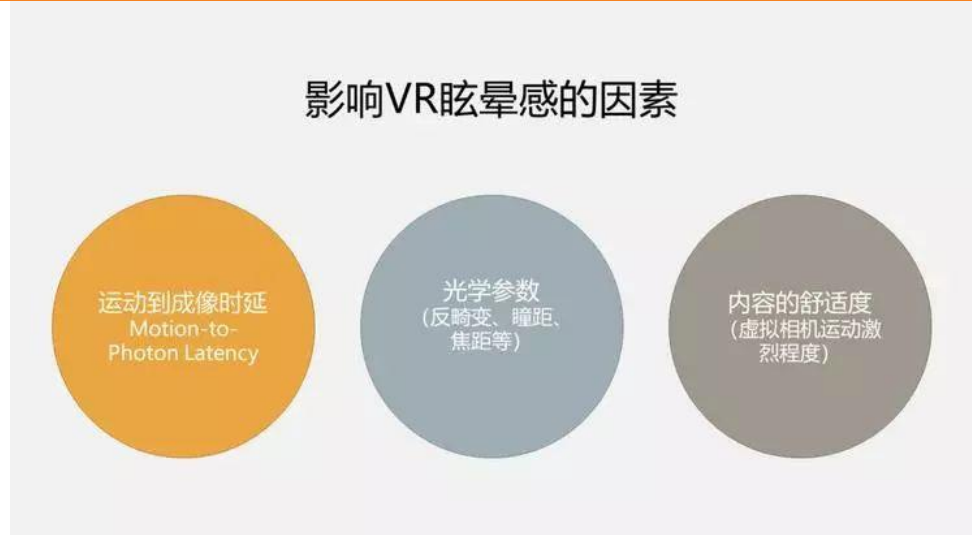 影响VR眩晕感的因素
运动到成像时延
Motion-to-
Photon Latency
光学参数
(反畸变、瞳距、
焦距等)
内容的舒适度
(虚拟相机运动激
烈程度)